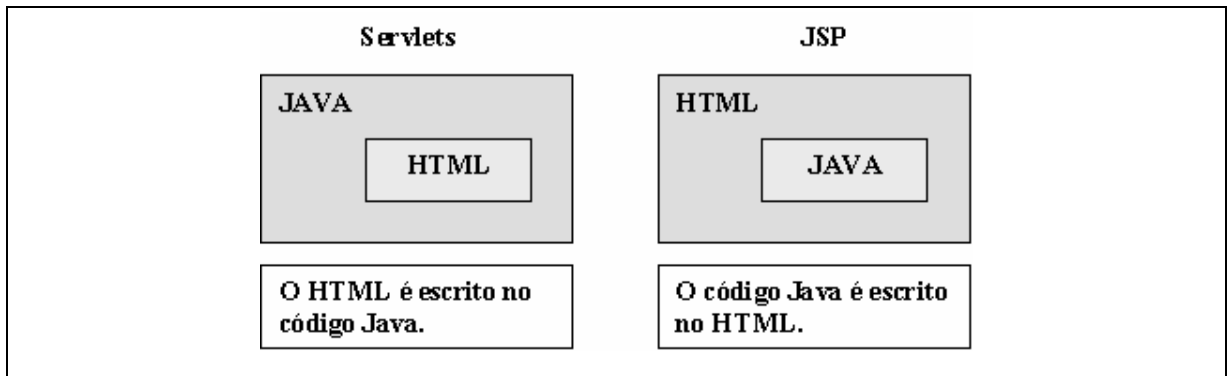 Servlets
JSP
JAVA
HTML
HTML
JAVA
O HTML é escrito no
código Java.
O código Java é escrito
no HTML.